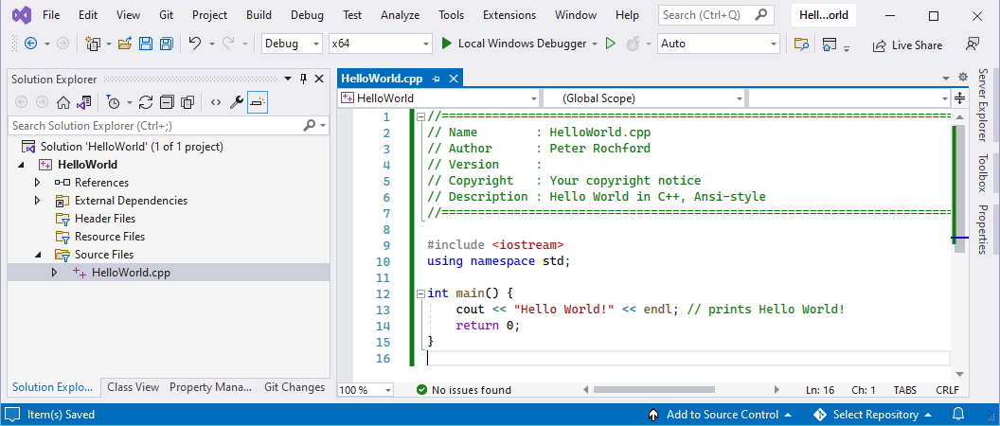 File Edit View Git Project Build Debug Test Analyze Tools Extensions Window Help Search (Ctrl+Q) Hell...orld
Debug x64 Local Windows Debugger Auto Live Share
Solution Explorer
Search Solution Explorer (Ctrl+;)
Solution 'HelloWorld' (1 of 1 project)
HelloWorld
References
External Dependencies
Header Files
Resource Files
Source Files
HelloWorld.cpp
Solution Explo... Class View Property Mana... Git Changes
HelloWorld.cpp
HelloWorld (Global Scope)
1 //========================================================================
2 // Name        : HelloWorld.cpp
3 // Author      : Peter Rochford
4 // Version     :
5 // Copyright   : Your copyright notice
6 // Description : Hello World in C++, Ansi-style
7 //========================================================================
8
9 #include <iostream>
10 using namespace std;
11
12 int main() {
13     cout << "Hello World!" << endl; // prints Hello World!
14     return 0;
15 }
16
100 % No issues found Ln: 16 Ch: 1 TABS CRLF
Server Explorer
Toolbox
Properties
Item(s) Saved Add to Source Control Select Repository